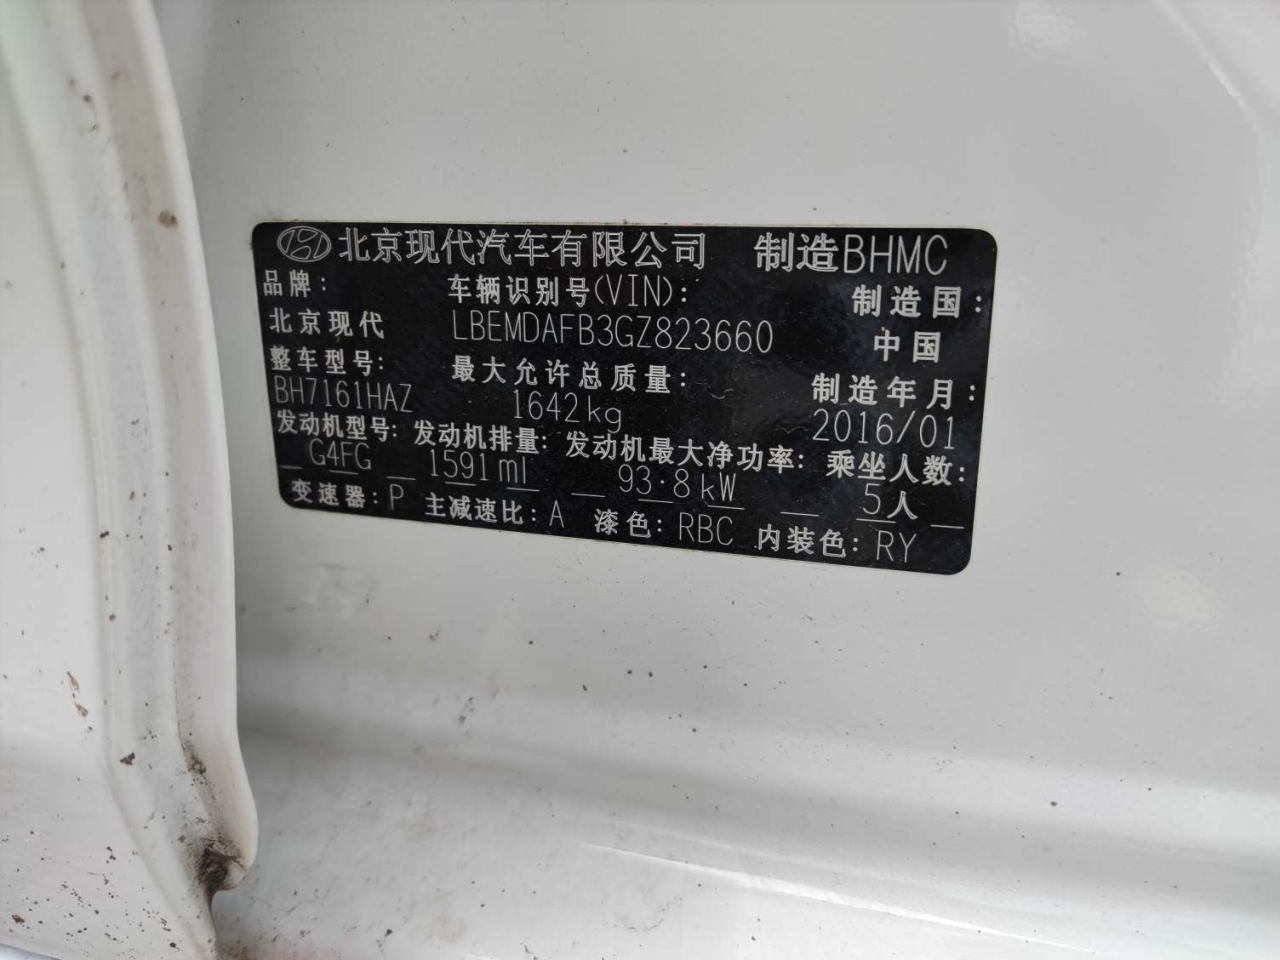 北京现代汽车有限公司 制造BHMC
品牌: 车辆识别号(VIN): 制造国:
北京现代 LBEMDAFB3GZ823660 中国
整车型号: 最大允许总质量: 制造年月:
BH7161HAZ 1642kg 2016/01
发动机型号: 发动机排量: 发动机最大净功率: 乘坐人数:
G4FG 1591ml 93.8kW 5人
变速器: P 主减速比: A 漆色: RBC 内装色: RY